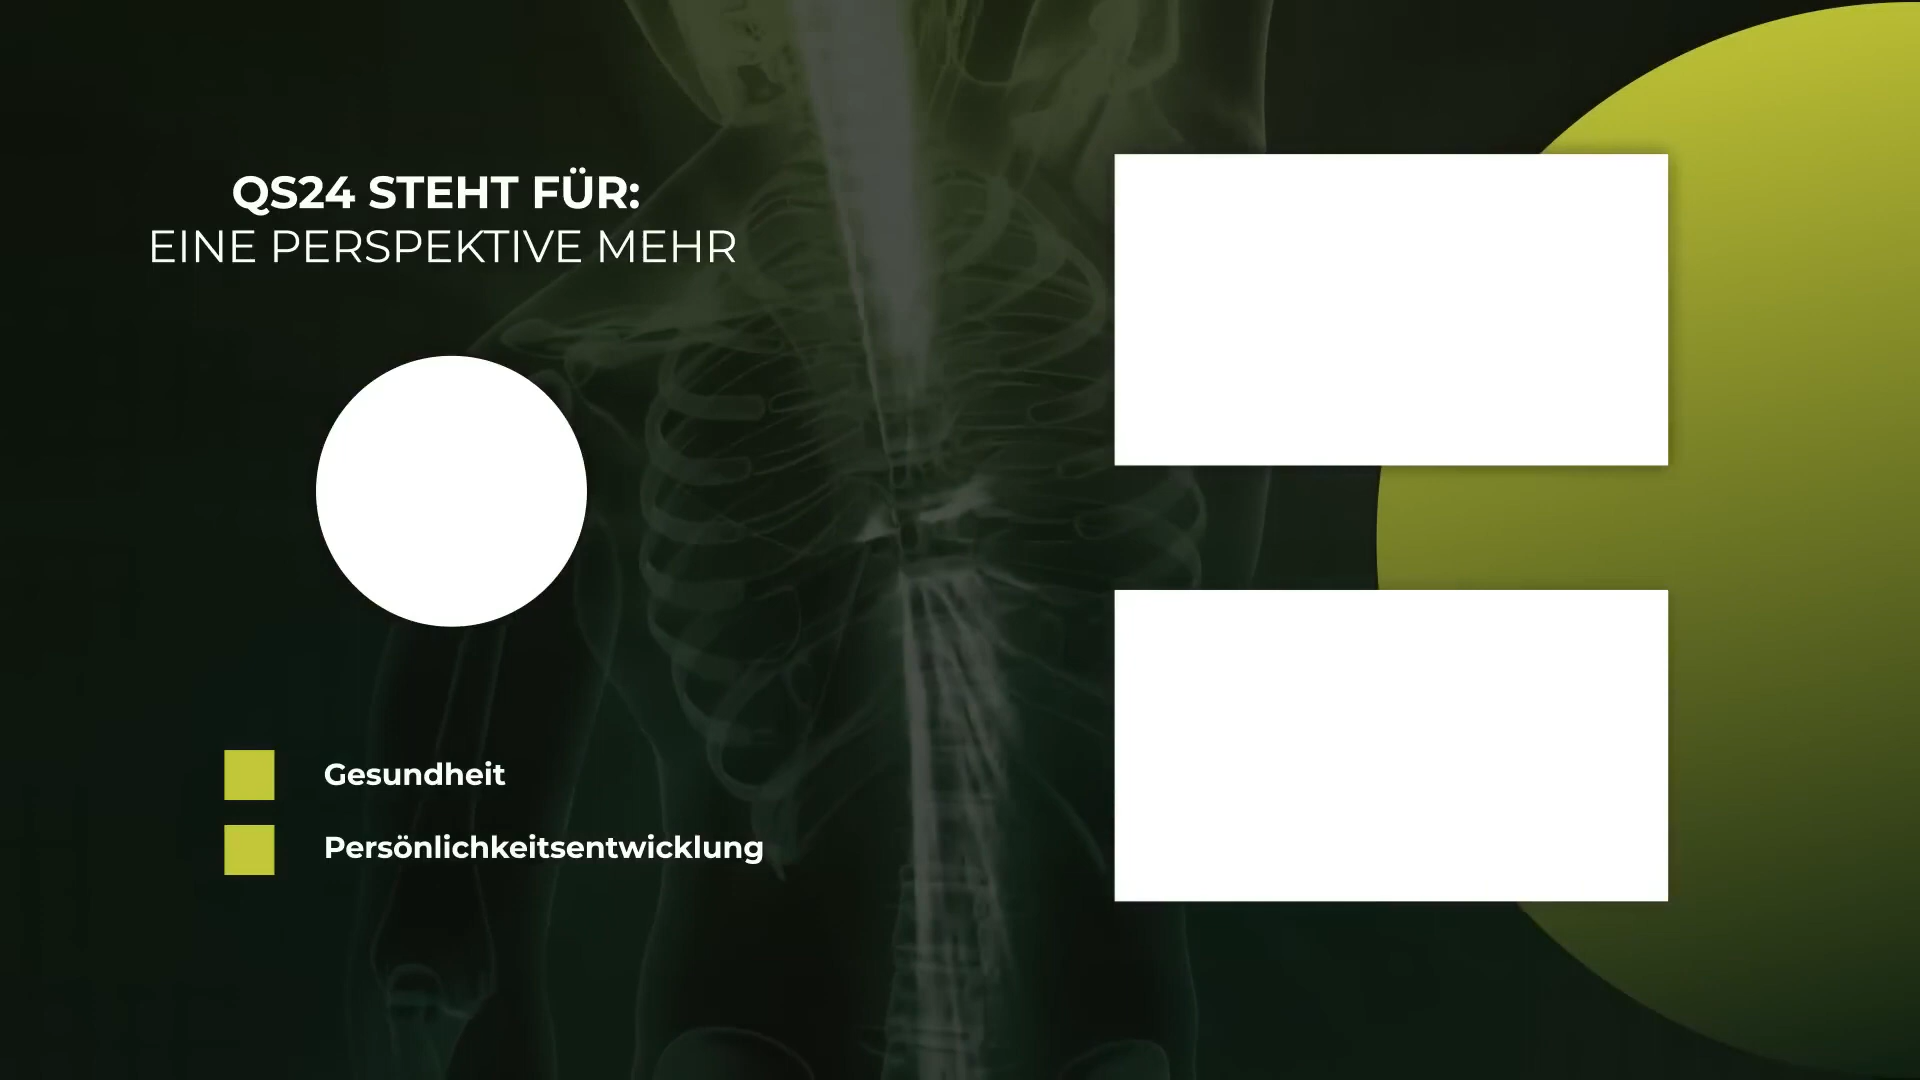 QS24 STEHT FÜR:
EINE PERSPEKTIVE MEHR
Gesundheit
Persönlichkeitsentwicklung